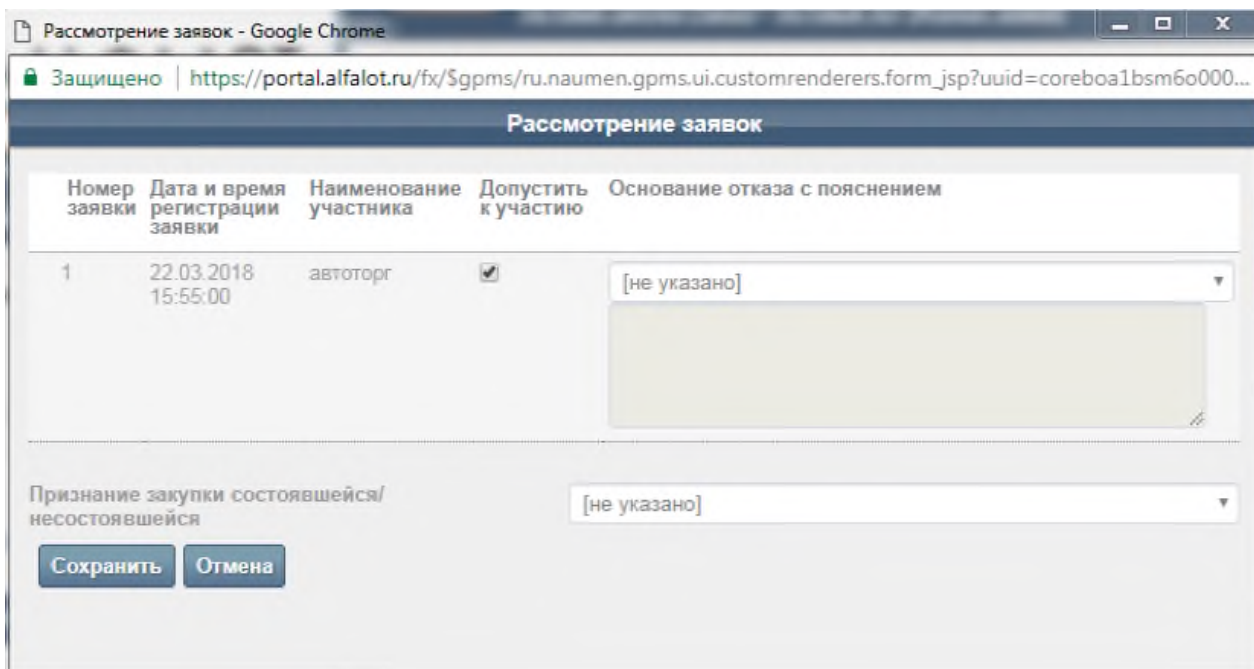 Рассмотрение заявок - Google Chrome
Защищено | https://portal.alfalot.ru/fx/$gpms/ru.naumen.gpms.ui.customrenderers.form_jsp?uuid=coreboa1bsm6o000...
Рассмотрение заявок
Номер заявки Дата и время регистрации заявки Наименование участника Допустить к участию Основание отказа с пояснением
1 22.03.2018 15:55:00 автоторг [не указано]
Признание закупки состоявшейся/
несостоявшейся
[не указано]
Сохранить Отмена